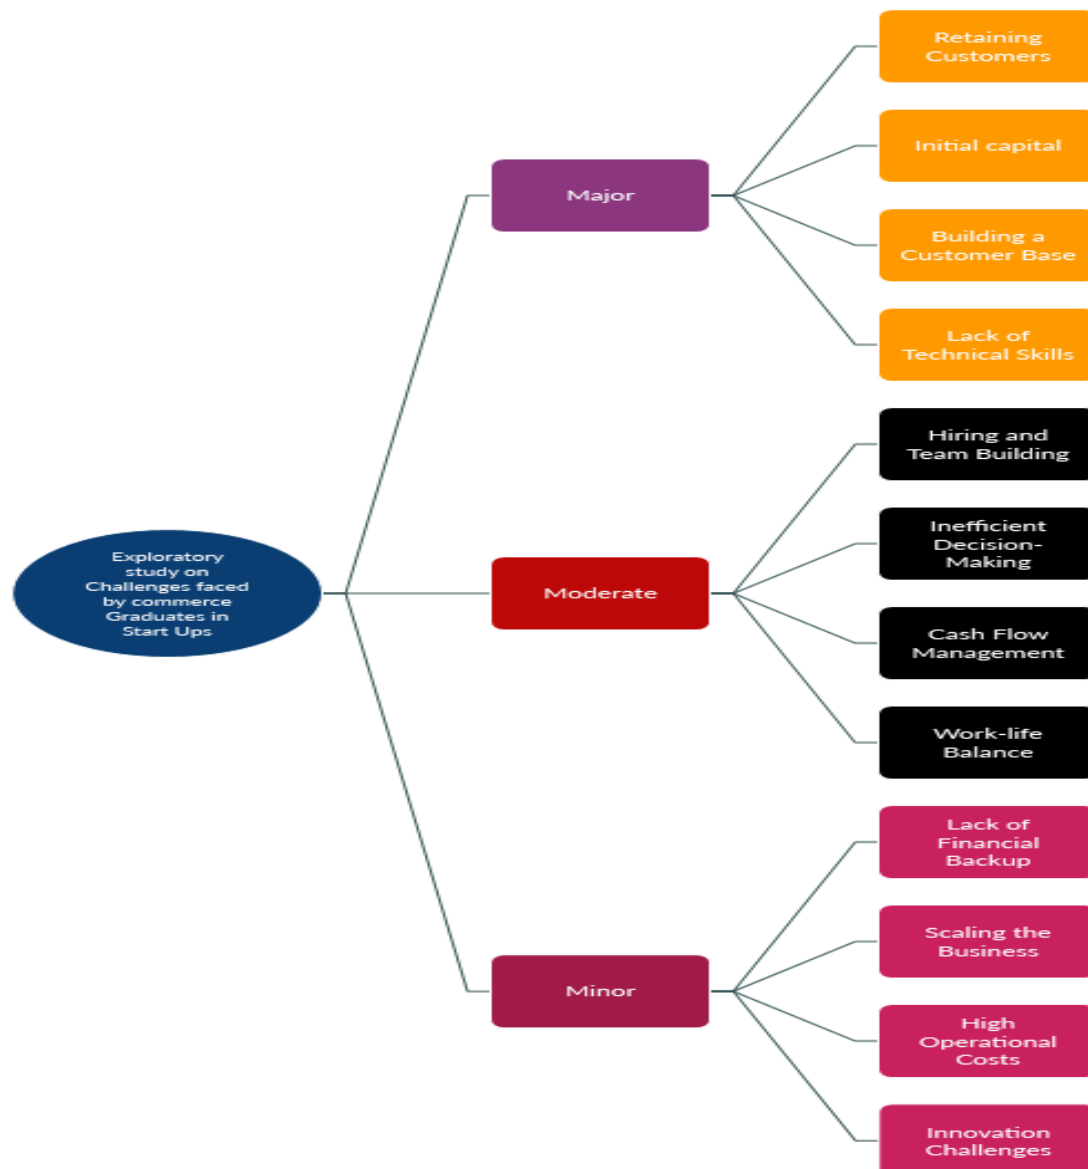 Retaining
Customers
Initial capital
Major
Building a
Customer Base
Lack of
Technical Skills
Hiring and
Team Building
Inefficient
Decision-
Making
Exploratory
study on
Challenges faced
by commerce
Graduates in
Start Ups
Moderate
Cash Flow
Management
Work-life
Balance
Lack of
Financial
Backup
Scaling the
Business
Minor
High
Operational
Costs
Innovation
Challenges